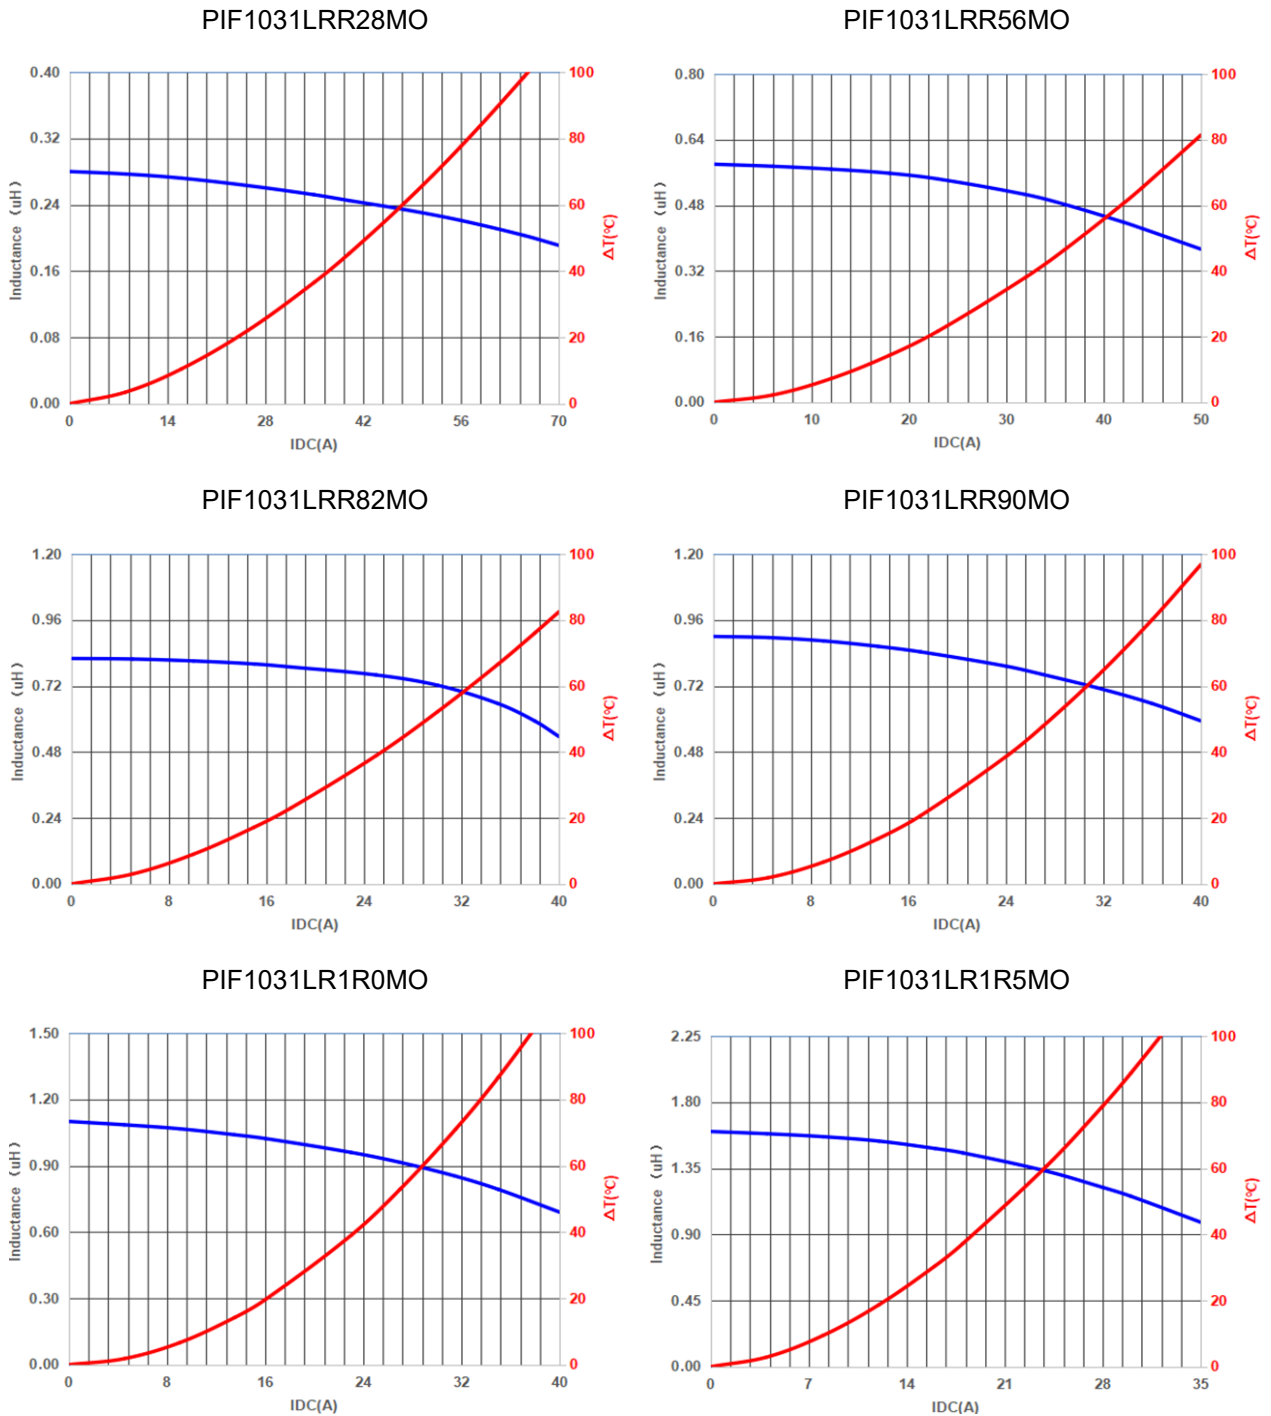 PIF1031LRR28MO
0.40
0.32
0.24
0.16
0.08
0.00
Inductance (uH)
100
80
60
40
20
0
ΔT(℃)
0 14 28 42 56 70
IDC(A)
PIF1031LRR56MO
0.80
0.64
0.48
0.32
0.16
0.00
Inductance (uH)
100
80
60
40
20
0
ΔT(℃)
0 10 20 30 40 50
IDC(A)
PIF1031LRR82MO
1.20
0.96
0.72
0.48
0.24
0.00
Inductance (uH)
100
80
60
40
20
0
ΔT(℃)
0 8 16 24 32 40
IDC(A)
PIF1031LRR90MO
1.20
0.96
0.72
0.48
0.24
0.00
Inductance (uH)
100
80
60
40
20
0
ΔT(℃)
0 8 16 24 32 40
IDC(A)
PIF1031LR1R0MO
1.50
1.20
0.90
0.60
0.30
0.00
Inductance (uH)
100
80
60
40
20
0
ΔT(℃)
0 8 16 24 32 40
IDC(A)
PIF1031LR1R5MO
2.25
1.80
1.35
0.90
0.45
0.00
Inductance (uH)
100
80
60
40
20
0
ΔT(℃)
0 7 14 21 28 35
IDC(A)